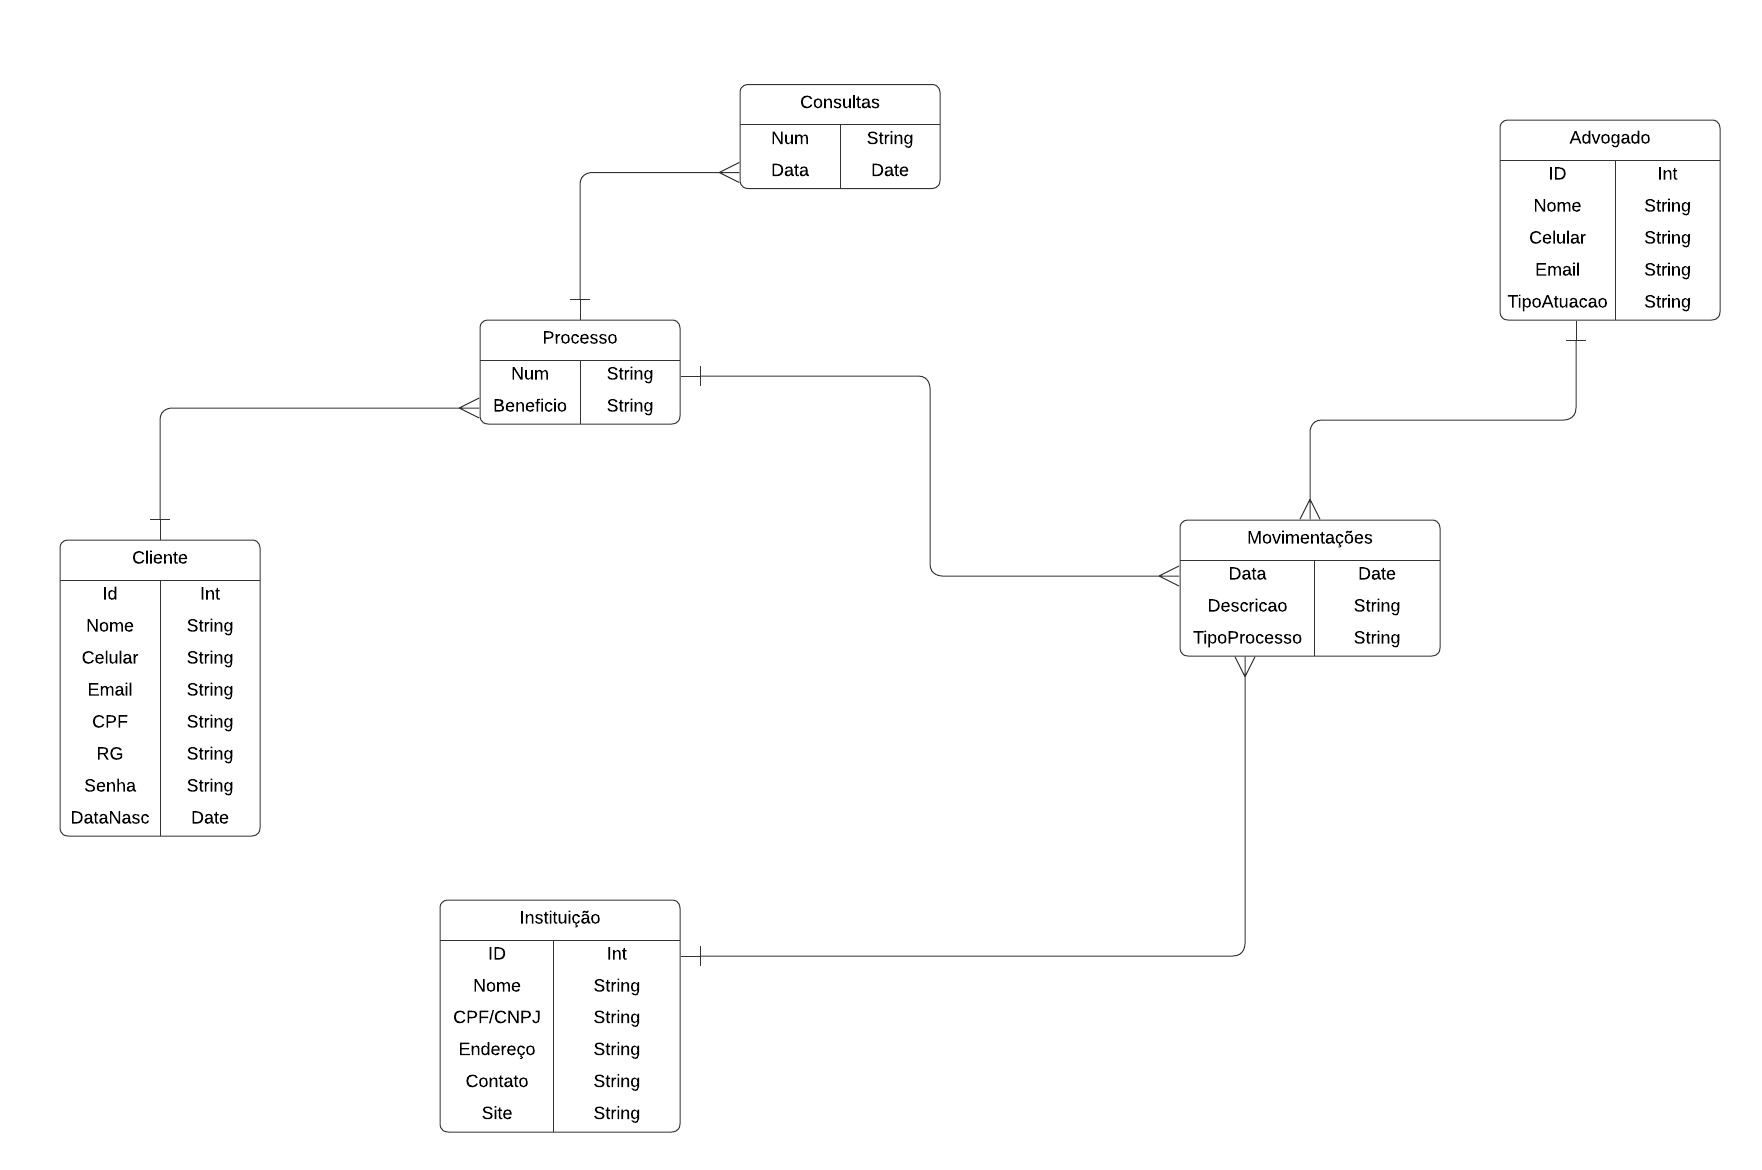 Consultas
Num String
Data Date
Advogado
ID Int
Nome String
Celular String
Email String
TipoAtuacao String
Processo
Num String
Beneficio String
Movimentações
Data Date
Descricao String
TipoProcesso String
Cliente
Id Int
Nome String
Celular String
Email String
CPF String
RG String
Senha String
DataNasc Date
Instituição
ID Int
Nome String
CPF/CNPJ String
Endereço String
Contato String
Site String